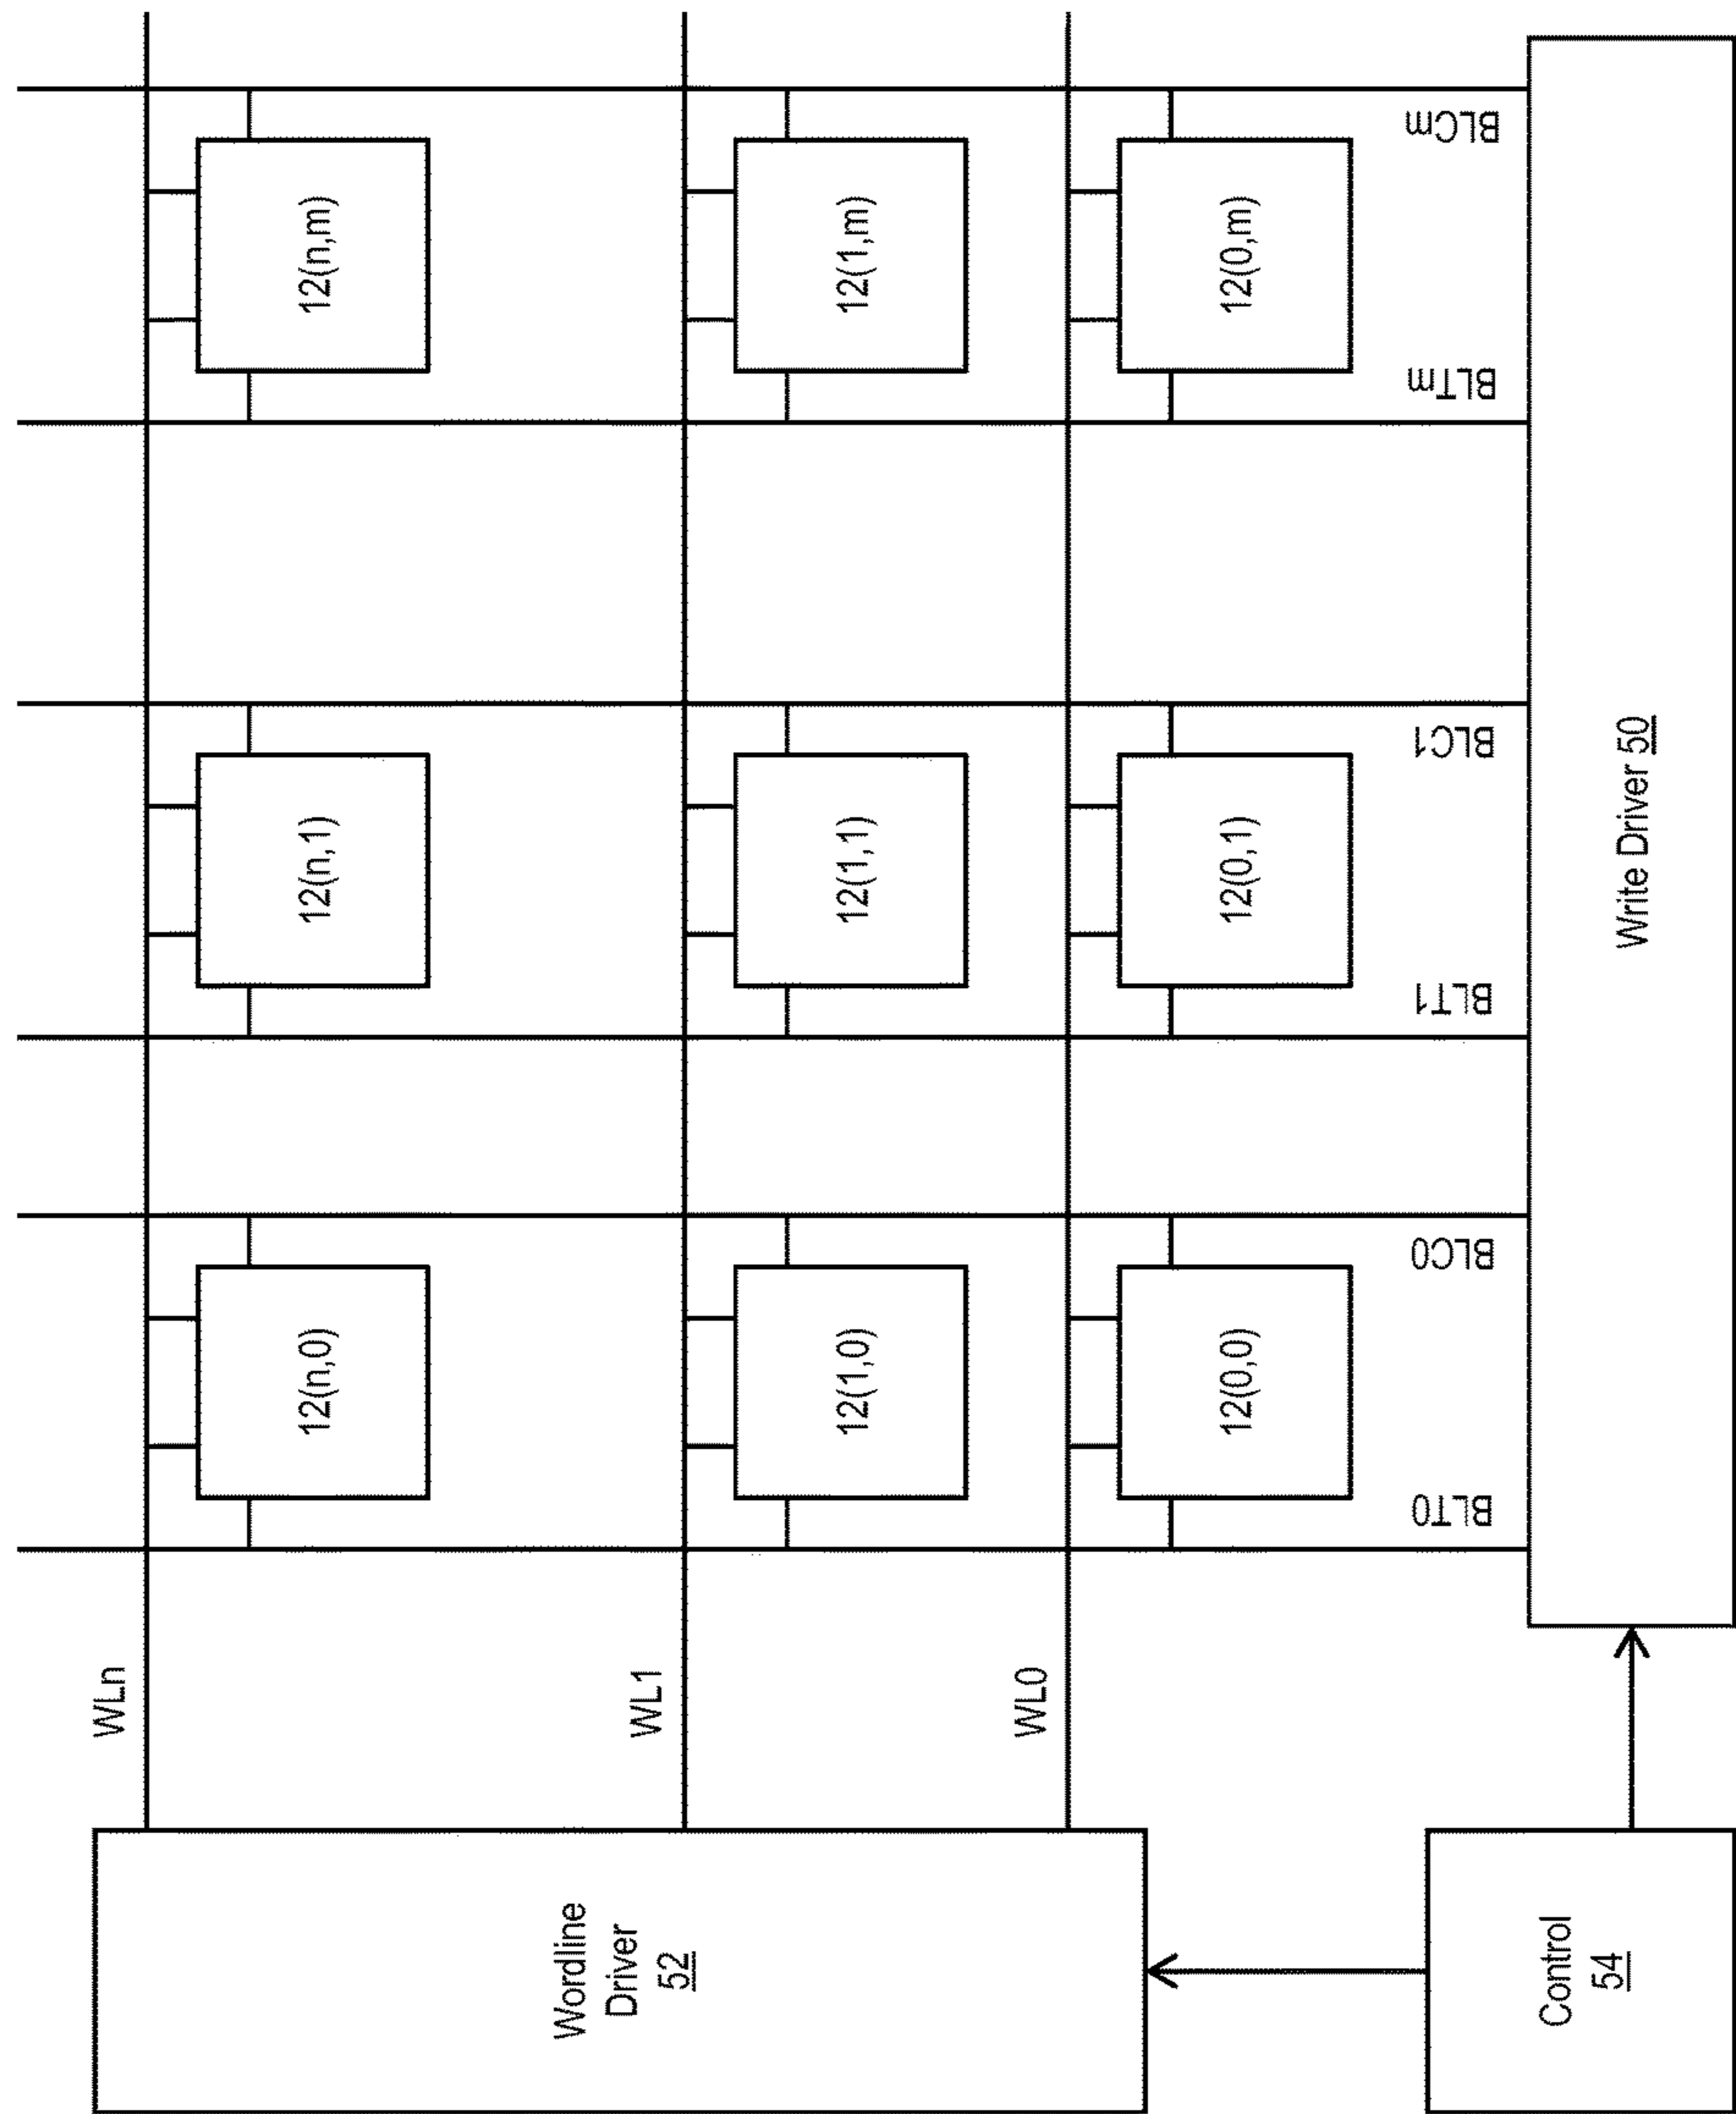 WLn
12(n,0)
12(n,1)
12(n,m)
Wordline
Driver
52
WL1
12(1,0)
12(1,1)
12(1,m)
WL0
12(0,0)
12(0,1)
12(0,m)
BLT0
BLC0
BLT1
BLC1
BLTm
BLCm
Control
54
Write Driver 50